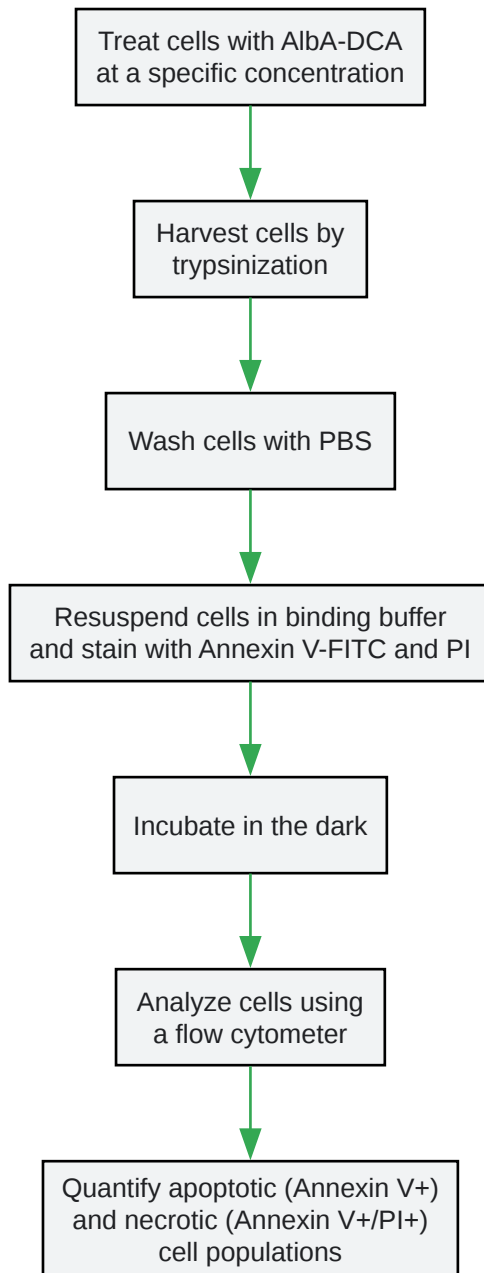 Treat cells with AlbA-DCA
at a specific concentration
Harvest cells by
trypsinization
Wash cells with PBS
Resuspend cells in binding buffer
and stain with Annexin V-FITC and PI
Incubate in the dark
Analyze cells using
a flow cytometer
Quantify apoptotic (Annexin V+)
and necrotic (Annexin V+/PI+)
cell populations